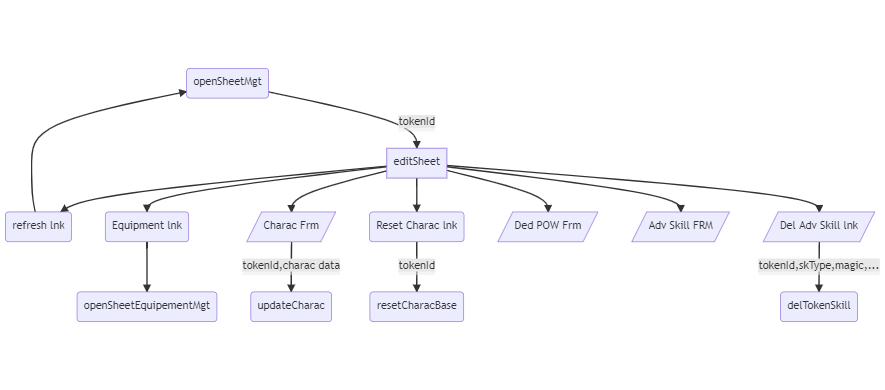 openSheetMgt
tokenId
editSheet
refresh lnk
Equipment lnk
Charac Frm
Reset Charac lnk
Ded POW Frm
Adv Skill FRM
Del Adv Skill lnk
tokenId,charac data
tokenId
tokenId,skType,magic,...
openSheetEquipementMgt
updateCharac
resetCharacBase
delTokenSkill